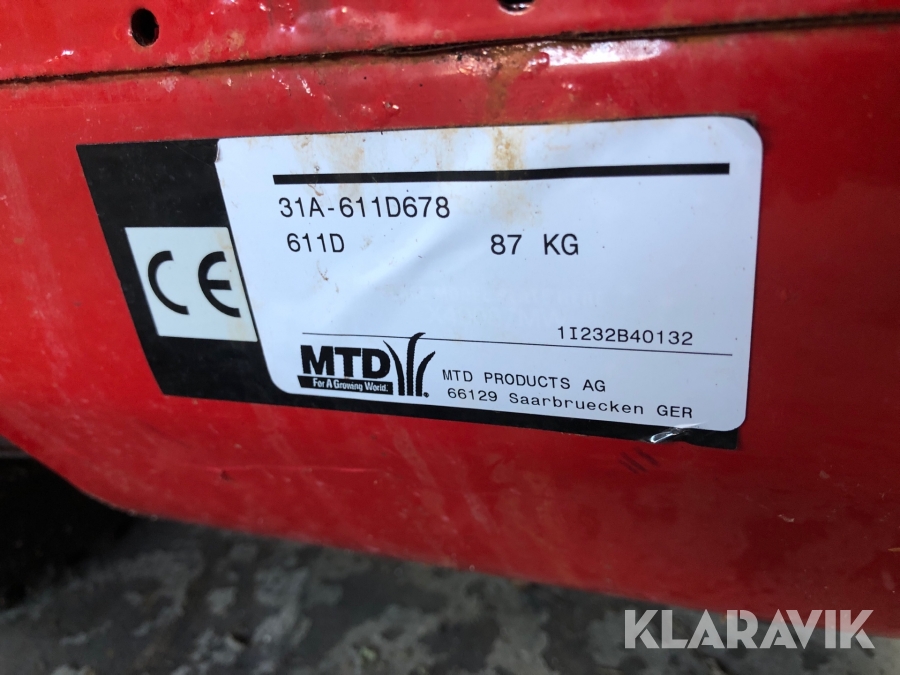 31A-611D678
611D 87 KG
CE
1I232B40132
MTD
For A Growing World.
MTD PRODUCTS AG
66129 Saarbruecken GER
KLARAVIK